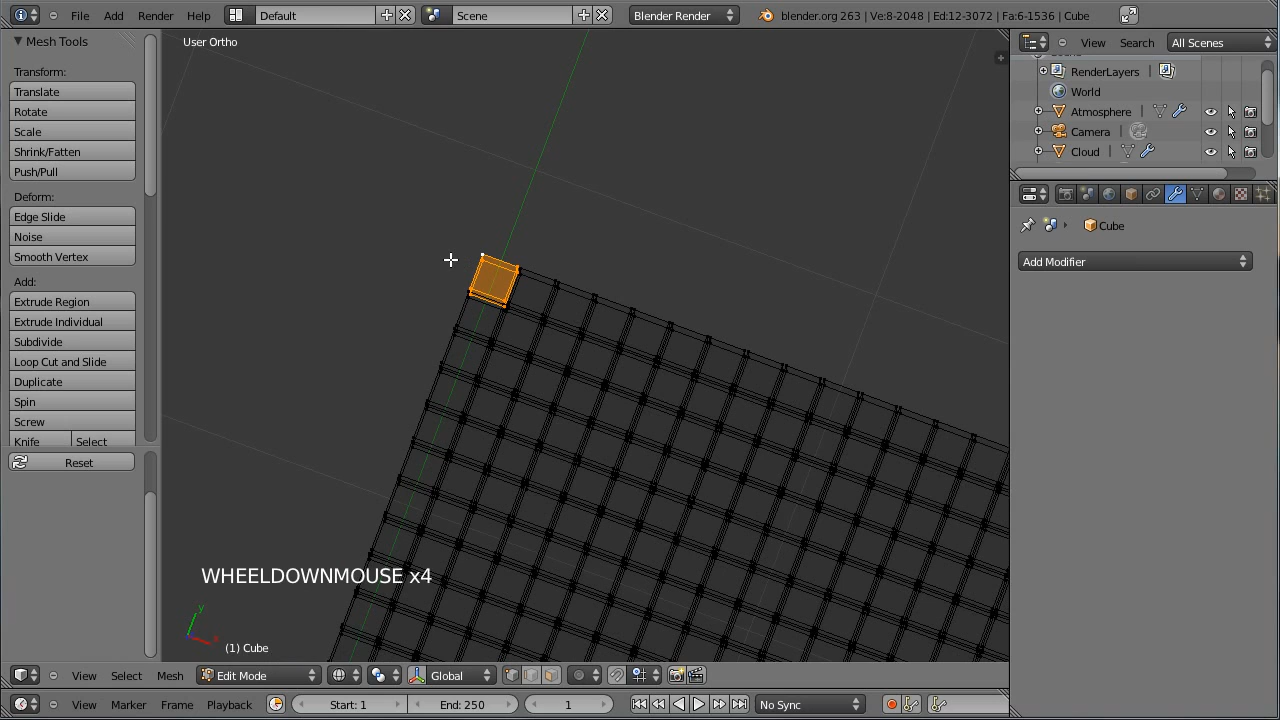 File Add Render Help Default Scene Blender Render blender.org 263 | Ve:8-2048 | Ed:12-3072 | Fa:6-1536 | Cube
Mesh Tools
Transform:
Translate
Rotate
Scale
Shrink/Fatten
Push/Pull
Deform:
Edge Slide
Noise
Smooth Vertex
Add:
Extrude Region
Extrude Individual
Subdivide
Loop Cut and Slide
Duplicate
Spin
Screw
Knife Select
Reset
User Ortho
WHEELDOWNMOUSE x4
y
x
(1) Cube
View Search All Scenes
RenderLayers |
World
Atmosphere |
Camera |
Cloud |
Cube
Add Modifier
View Select Mesh Edit Mode Global
View Marker Frame Playback Start: 1 End: 250 1 No Sync